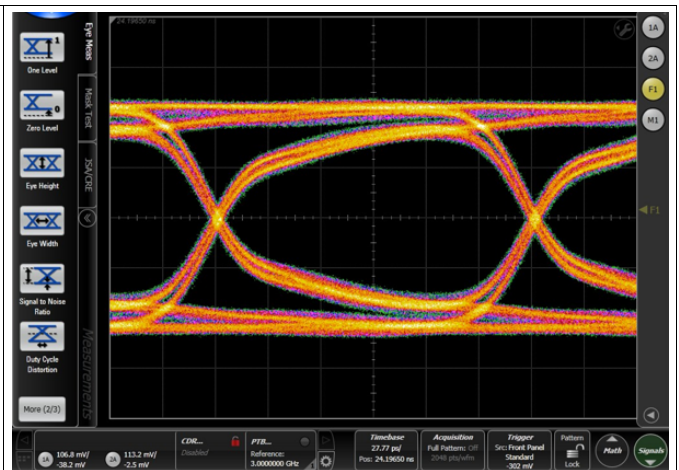 24.19650 ns
Eye Meas
Mask Test
JSA/CRE
Measurements
1
One Level
0
Zero Level
Eye Height
Eye Width
Signal to Noise
Ratio
Duty Cycle
Distortion
More (2/3)
1A
2A
F1
M1
F1
1A
106.8 mV/
-38.2 mV
2A
113.2 mV/
-2.5 mV
CDR...
Disabled
PTB...
Reference:
3.0000000 GHz
Timebase
27.77 ps/
Pos: 24.19650 ns
Acquisition
Full Pattern: Off
2048 pts/wfm
Trigger
Src: Front Panel
Standard
-302 mV
Pattern
Lock
Math
Signals